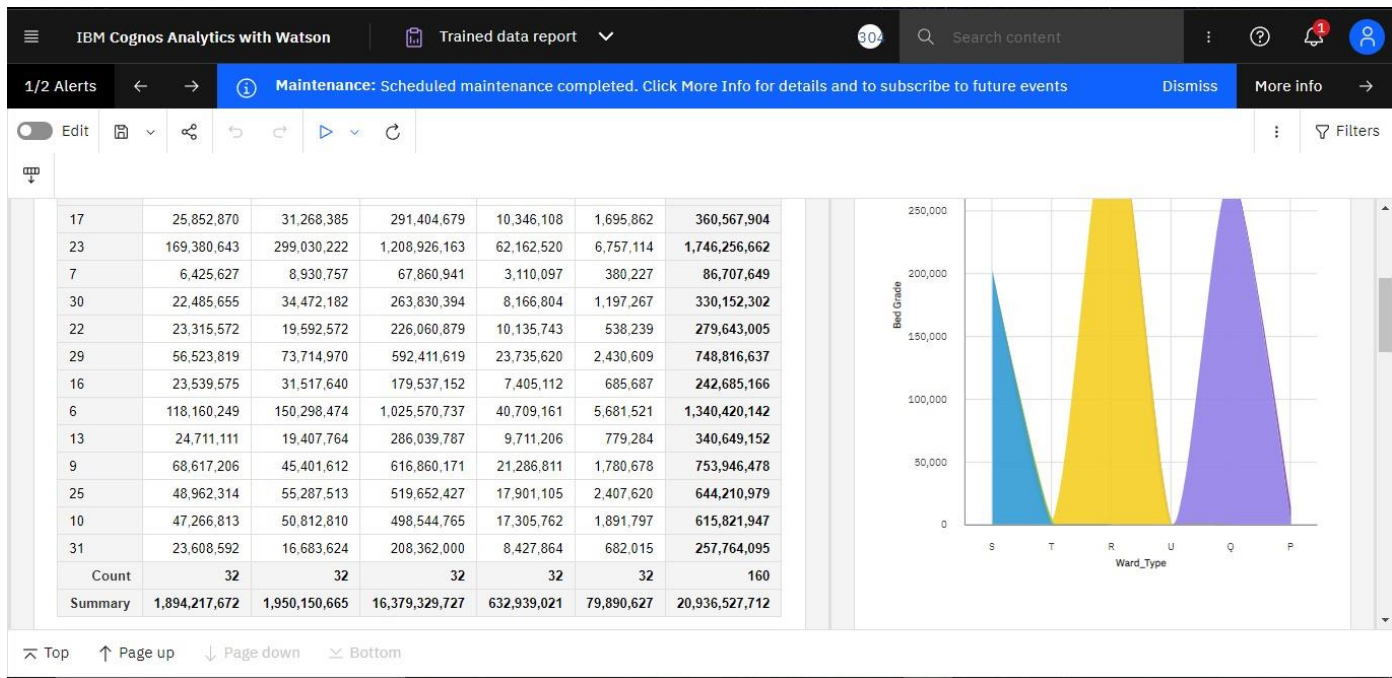 IBM Cognos Analytics with Watson Trained data report 304 Search content 1
1/2 Alerts Maintenance: Scheduled maintenance completed. Click More Info for details and to subscribe to future events Dismiss More info
Edit Filters
17 25,852,870 31,268,385 291,404,679 10,346,108 1,695,862 360,567,904
23 169,380,643 299,030,222 1,208,926,163 62,162,520 6,757,114 1,746,256,662
7 6,425,627 8,930,757 67,860,941 3,110,097 380,227 86,707,649
30 22,485,655 34,472,182 263,830,394 8,166,804 1,197,267 330,152,302
22 23,315,572 19,592,572 226,060,879 10,135,743 538,239 279,643,005
29 56,523,819 73,714,970 592,411,619 23,735,620 2,430,609 748,816,637
16 23,539,575 31,517,640 179,537,152 7,405,112 685,687 242,685,166
6 118,160,249 150,298,474 1,025,570,737 40,709,161 5,681,521 1,340,420,142
13 24,711,111 19,407,764 286,039,787 9,711,206 779,284 340,649,152
9 68,617,206 45,401,612 616,860,171 21,286,811 1,780,678 753,946,478
25 48,962,314 55,287,513 519,652,427 17,901,105 2,407,620 644,210,979
10 47,266,813 50,812,810 498,544,765 17,305,762 1,891,797 615,821,947
31 23,608,592 16,683,624 208,362,000 8,427,864 682,015 257,764,095
Count 32 32 32 32 32 160
Summary 1,894,217,672 1,950,150,665 16,379,329,727 632,939,021 79,890,627 20,936,527,712
250,000
200,000
150,000
100,000
50,000
0
Bed Grade
S T R U Q P
Ward_Type
Top Page up Page down Bottom